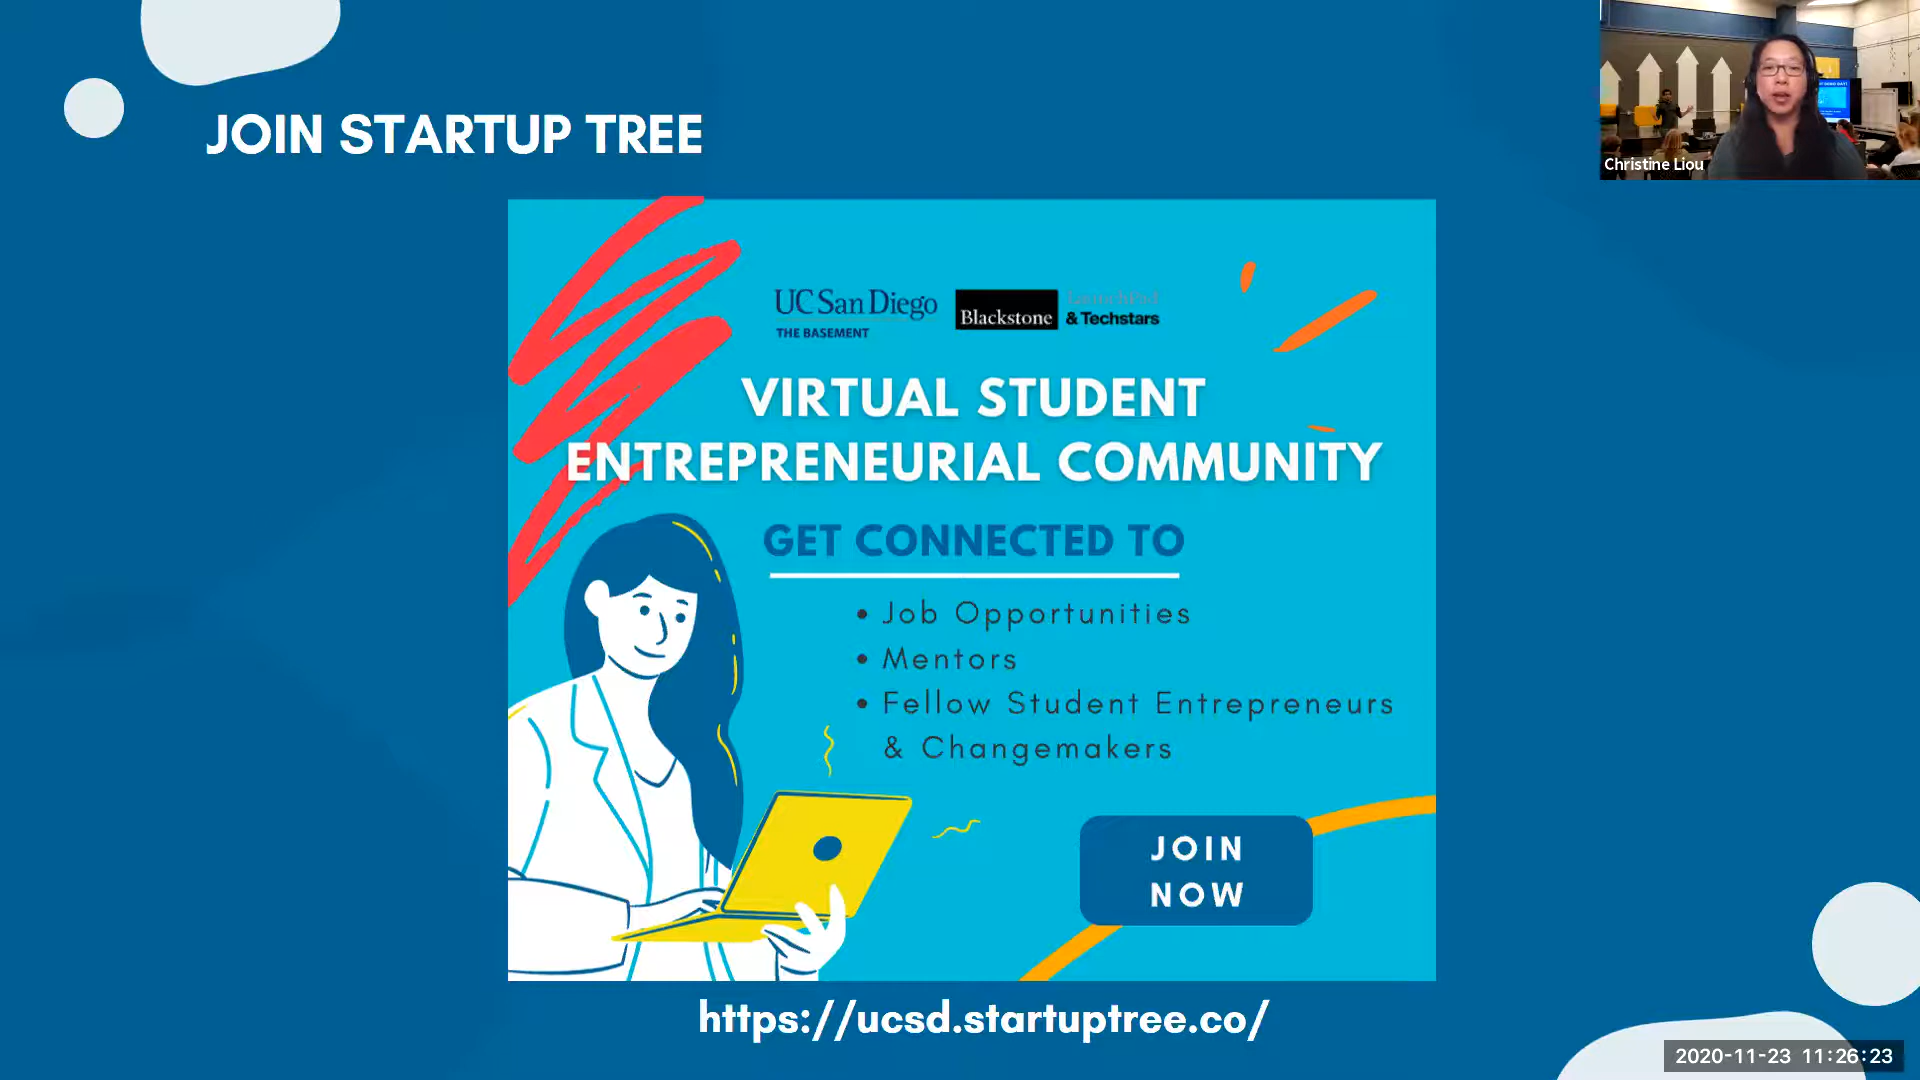 JOIN STARTUP TREE
Christine Liou
UC San Diego
THE BASEMENT
Blackstone
LaunchPad
& Techstars
VIRTUAL STUDENT
ENTREPRENEURIAL COMMUNITY
GET CONNECTED TO
• Job Opportunities
• Mentors
• Fellow Student Entrepreneurs
& Changemakers
JOIN
NOW
https://ucsd.startuptree.co/
2020-11-23 11:26:23